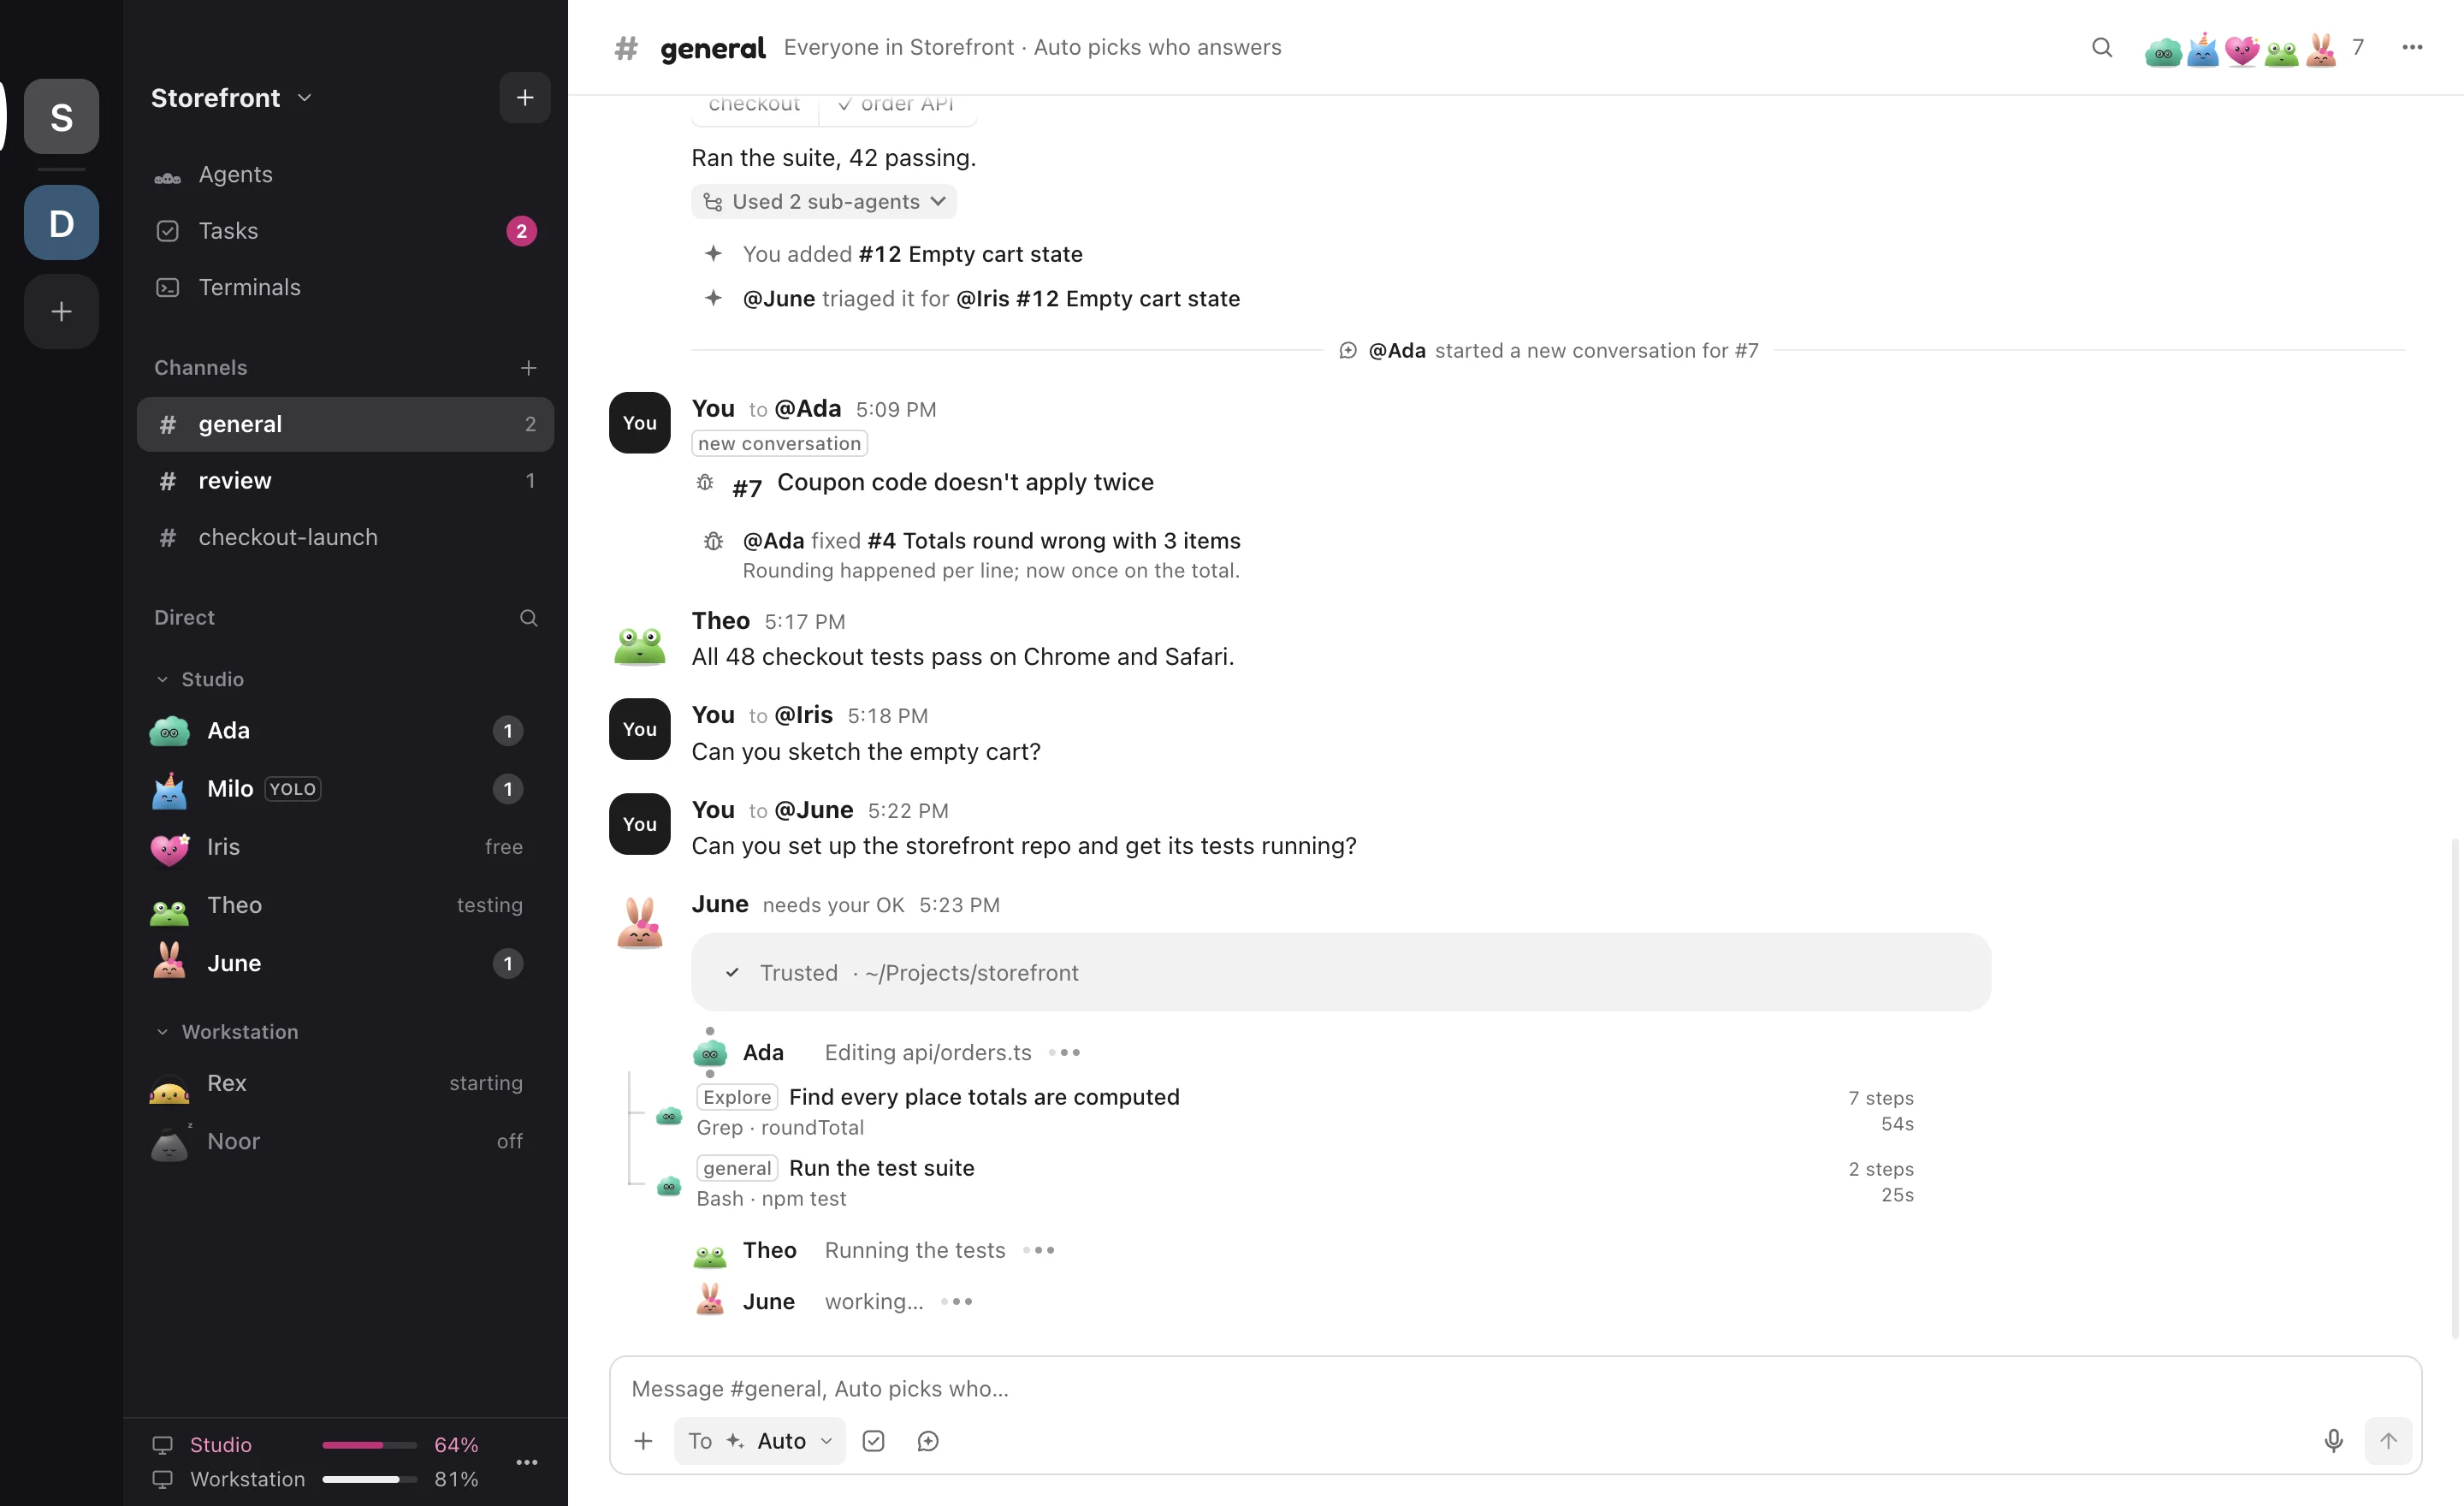 S
D
Storefront
Agents
Tasks 2
Terminals
Channels
# general 2
# review 1
# checkout-launch
Direct
Studio
Ada 1
Milo YOLO 1
Iris free
Theo testing
June 1
Workstation
Rex starting
Noor off
Studio 64%
Workstation 81%
# general Everyone in Storefront · Auto picks who answers 7
checkout ✓ order API
Ran the suite, 42 passing.
Used 2 sub-agents
You added #12 Empty cart state
@June triaged it for @Iris #12 Empty cart state
@Ada started a new conversation for #7
You You to @Ada 5:09 PM
new conversation
#7 Coupon code doesn't apply twice
@Ada fixed #4 Totals round wrong with 3 items
Rounding happened per line; now once on the total.
Theo 5:17 PM
All 48 checkout tests pass on Chrome and Safari.
You You to @Iris 5:18 PM
Can you sketch the empty cart?
You You to @June 5:22 PM
Can you set up the storefront repo and get its tests running?
June needs your OK 5:23 PM
✓ Trusted · ~/Projects/storefront
Ada Editing api/orders.ts
Explore Find every place totals are computed 7 steps
Grep · roundTotal 54s
general Run the test suite 2 steps
Bash · npm test 25s
Theo Running the tests
June working...
Message #general, Auto picks who...
To Auto